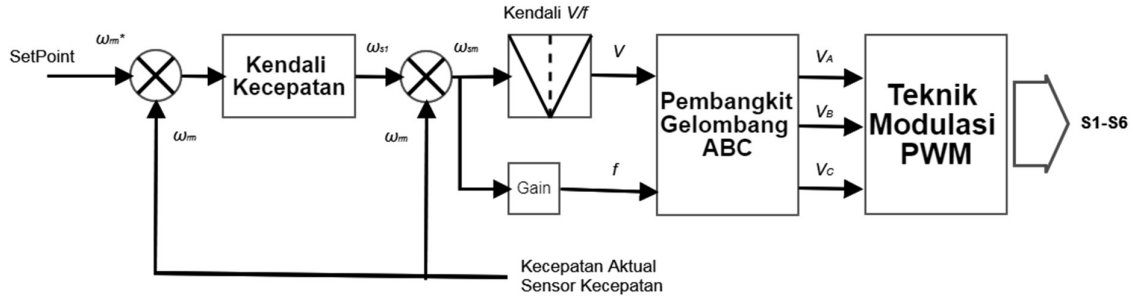 Kendali V/f
SetPoint
ωrm*
Kendali
Kecepatan
ωs1
ωsm
V
VA
VB
VC
Pembangkit
Gelombang
ABC
Teknik
Modulasi
PWM
S1-S6
ωrm
ωrm
Gain
f
Kecepatan Aktual
Sensor Kecepatan